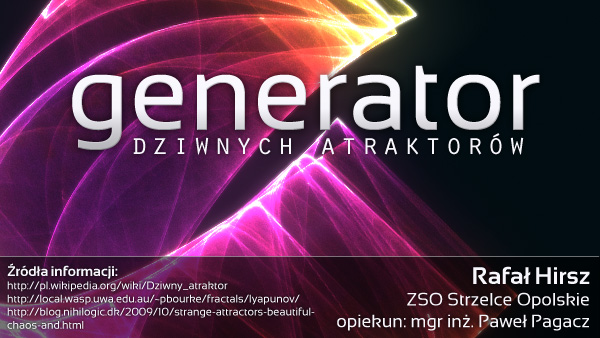 generator
DZIWNYCH ATRAKTORÓW
Źródła informacji:
http://pl.wikipedia.org/wiki/Dziwny_atraktor
http://local.wasp.uwa.edu.au/~pbourke/fractals/lyapunov/
http://blog.nihilogic.dk/2009/10/strange-attractors-beautiful-
chaos-and.html
Rafał Hirsz
ZSO Strzelce Opolskie
opiekun: mgr inż. Paweł Pagacz